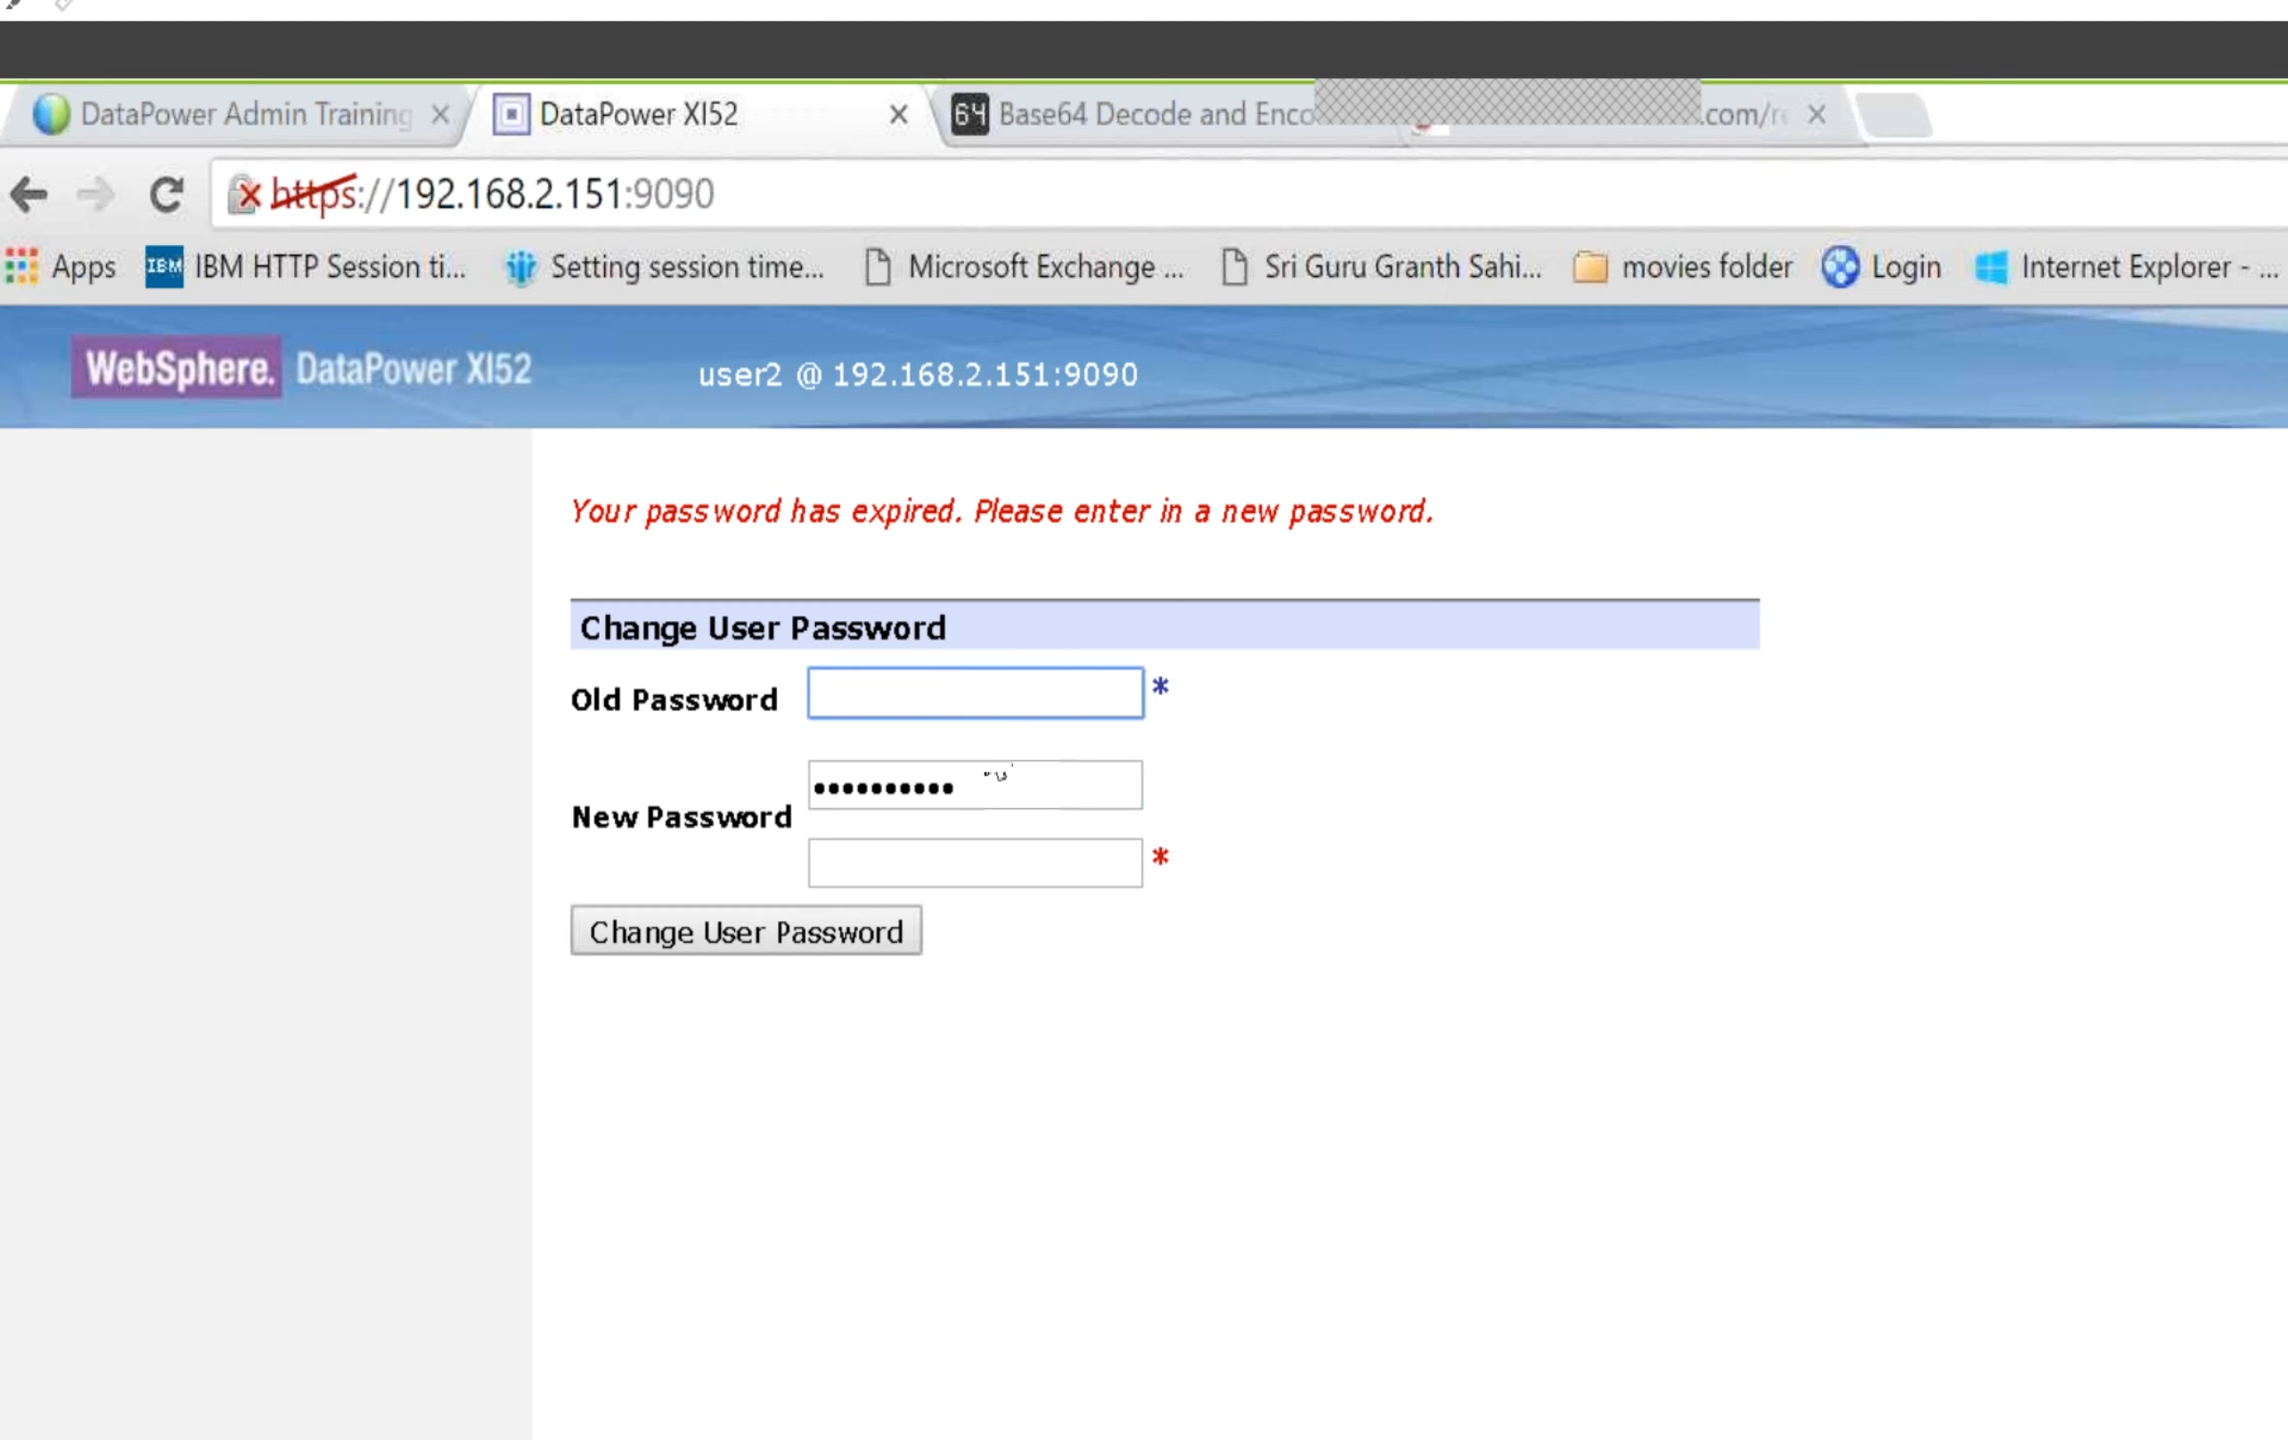 DataPower Admin Training
DataPower XI52
64 Base64 Decode and Enco
.com/r
https://192.168.2.151:9090
Apps
IBM IBM HTTP Session ti...
Setting session time...
Microsoft Exchange ...
Sri Guru Granth Sahi...
movies folder
Login
Internet Explorer - ...
WebSphere. DataPower XI52
user2 @ 192.168.2.151:9090
Your password has expired. Please enter in a new password.
Change User Password
Old Password *
••••••••••
New Password
*
Change User Password